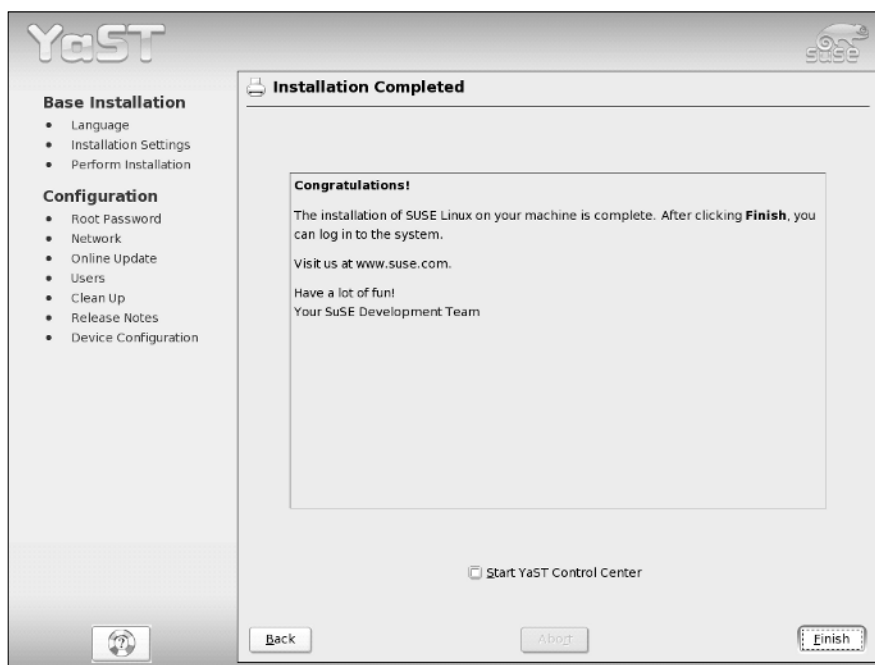 YaST
suse
Base Installation
• Language
• Installation Settings
• Perform Installation
Configuration
• Root Password
• Network
• Online Update
• Users
• Clean Up
• Release Notes
• Device Configuration
Installation Completed
Congratulations!
The installation of SUSE Linux on your machine is complete. After clicking Finish, you
can log in to the system.
Visit us at www.suse.com.
Have a lot of fun!
Your SuSE Development Team
Start YaST Control Center
Back
Abort
Finish